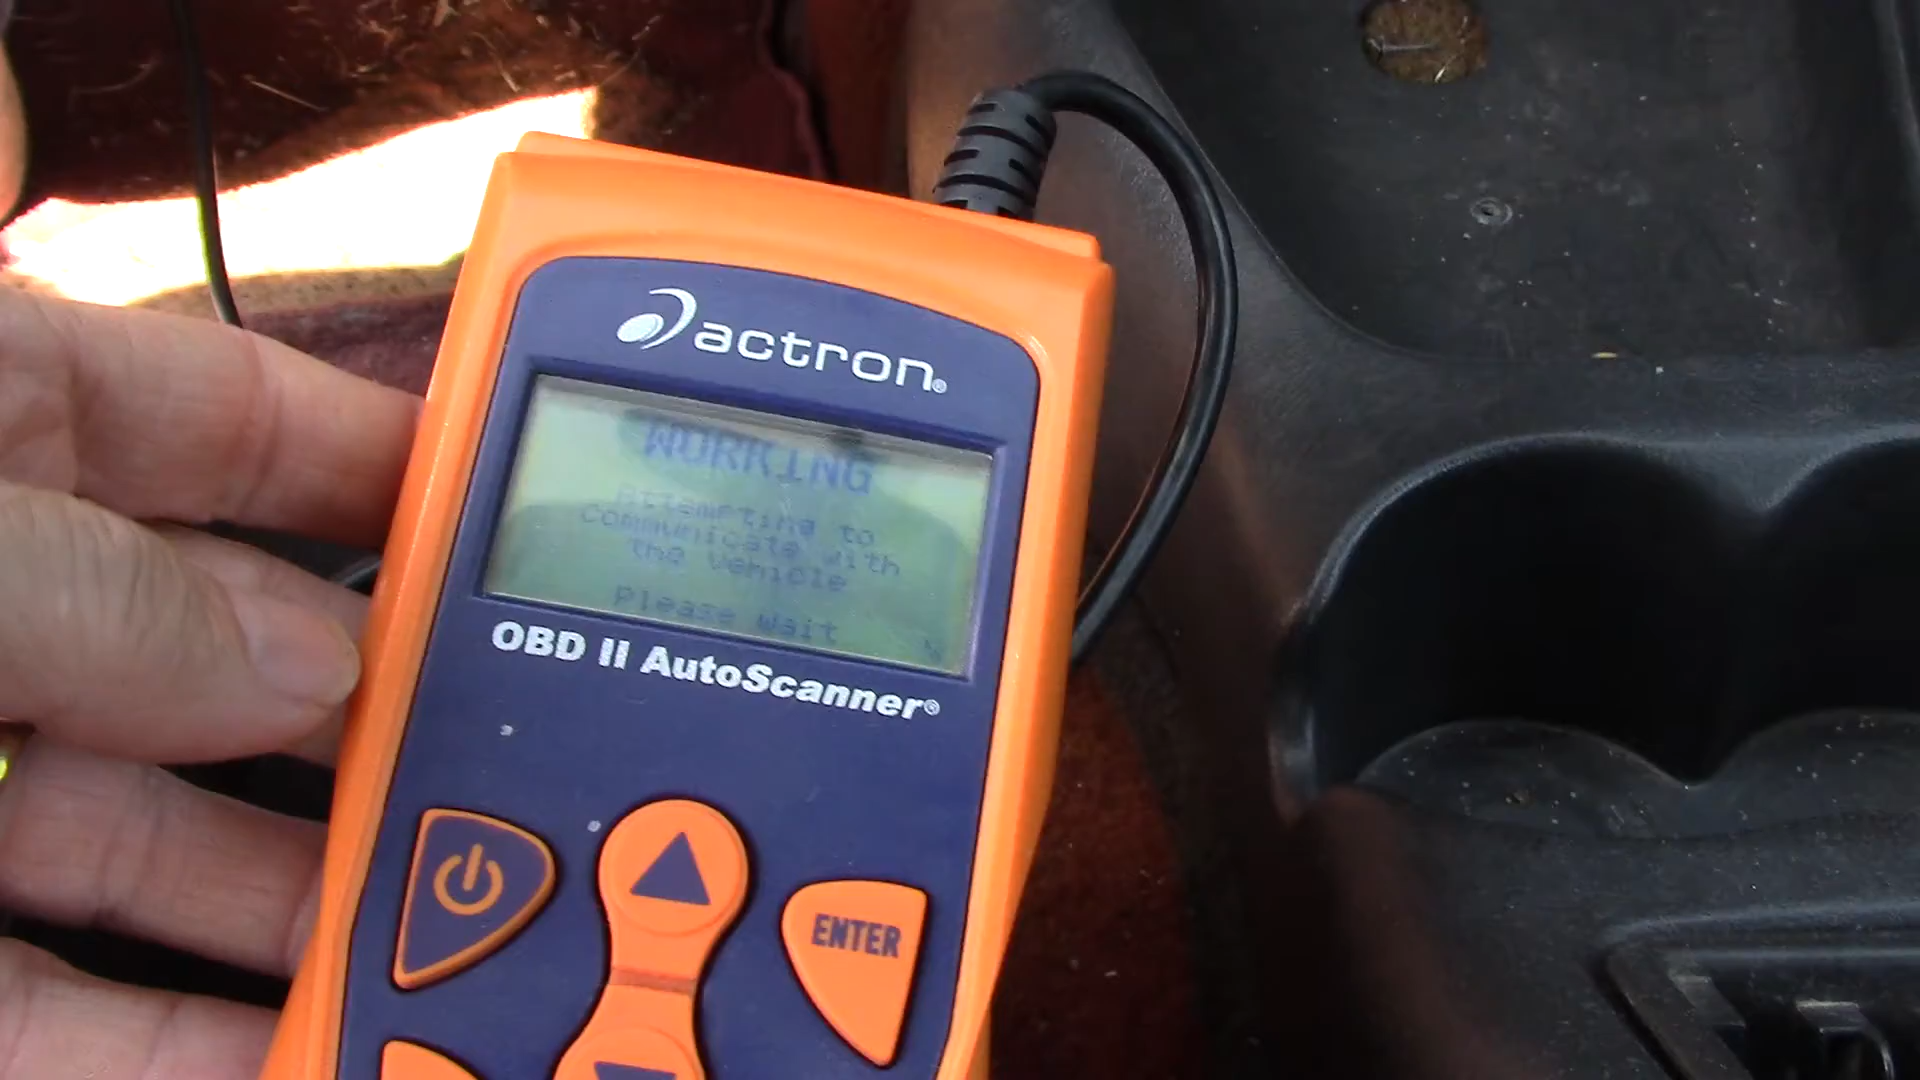 actron®
WORKING
Attempting to
communicate with
the vehicle
Please Wait
OBD II AutoScanner®
ENTER